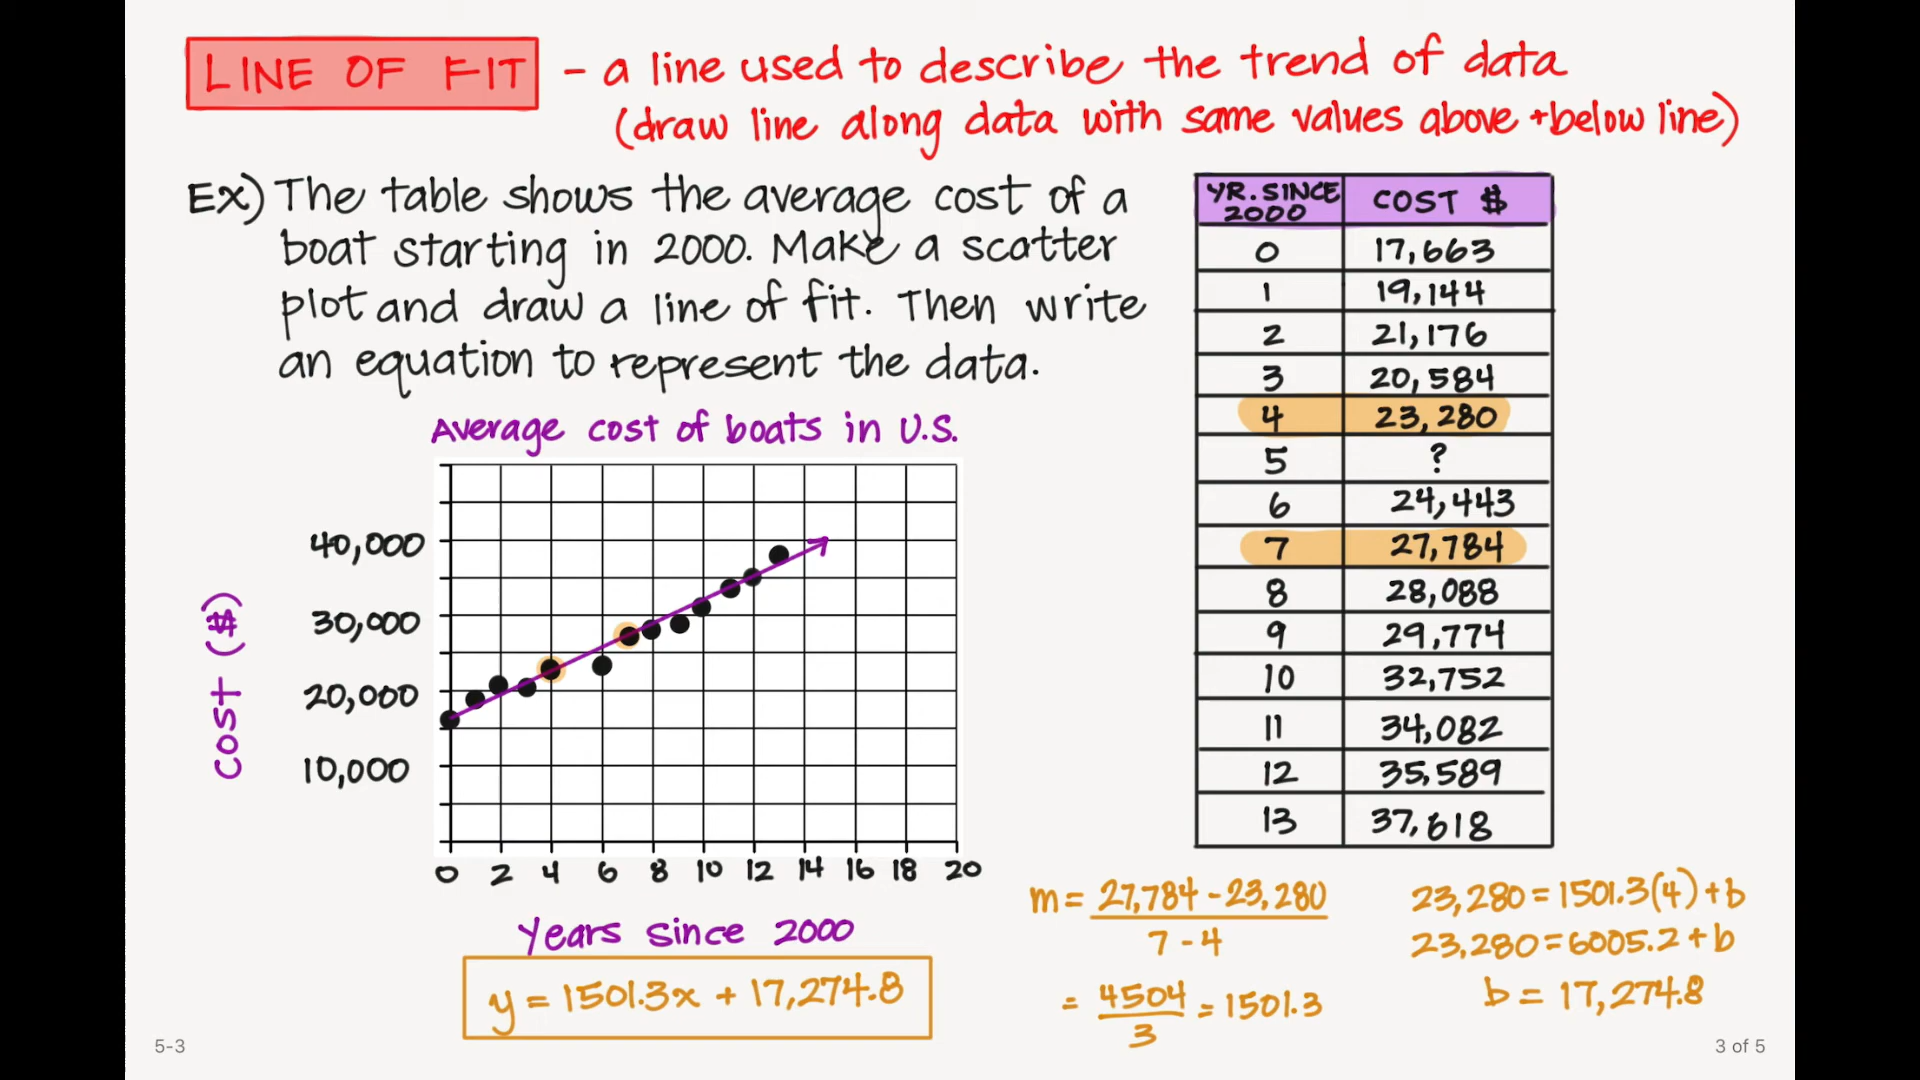 LINE OF FIT - a line used to describe the trend of data
(draw line along data with same values above + below line)
Ex) The table shows the average cost of a
boat starting in 2000. Make a scatter
plot and draw a line of fit. Then write
an equation to represent the data.
YR. SINCE 2000 COST $
0 17,663
1 19,144
2 21,176
3 20,584
4 23,280
5 ?
6 24,443
7 27,784
8 28,088
9 29,774
10 32,752
11 34,082
12 35,589
13 37,618
Average cost of boats in U.S.
Cost ($)
40,000
30,000
20,000
10,000
0 2 4 6 8 10 12 14 16 18 20
Years since 2000
y = 1501.3x + 17,274.8
m = 27,784 - 23,280
7 - 4
= 4504 = 1501.3
3
23,280 = 1501.3(4) + b
23,280 = 6005.2 + b
b = 17,274.8
5-3
3 of 5